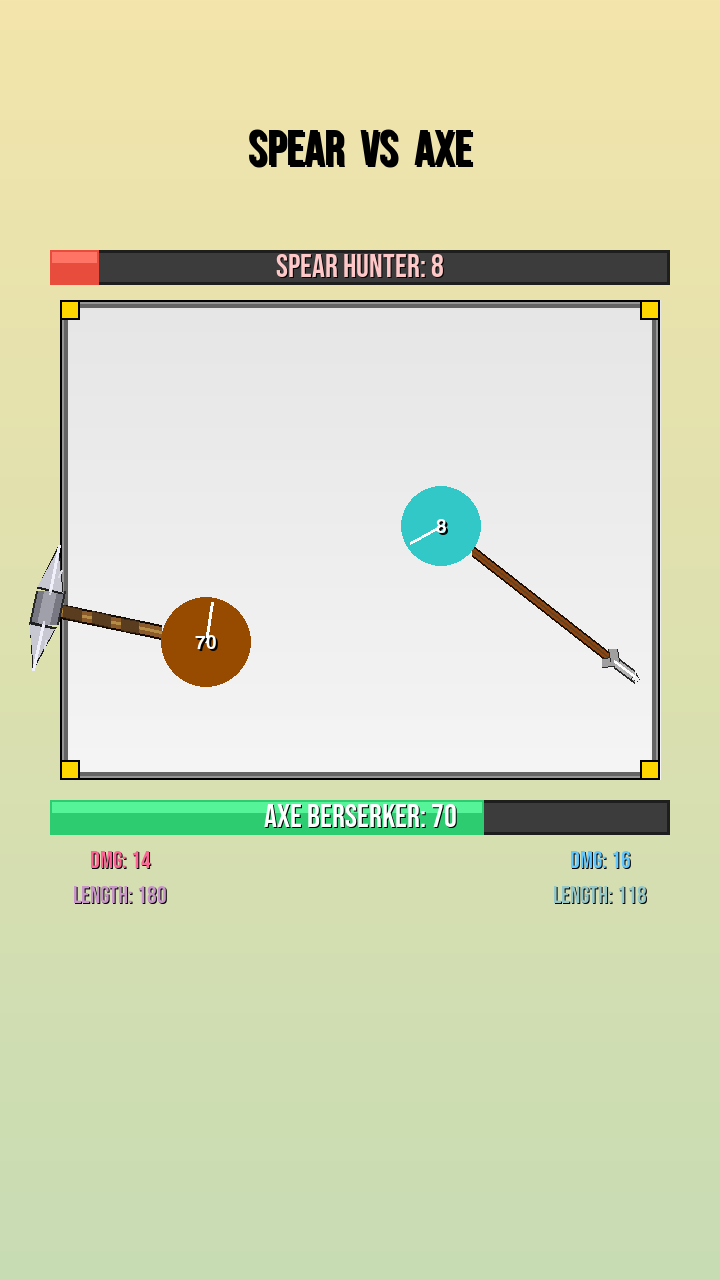 SPEAR VS AXE
SPEAR HUNTER: 8
8
70
AXE BERSERKER: 70
DMG: 14
LENGTH: 180
DMG: 16
LENGTH: 118